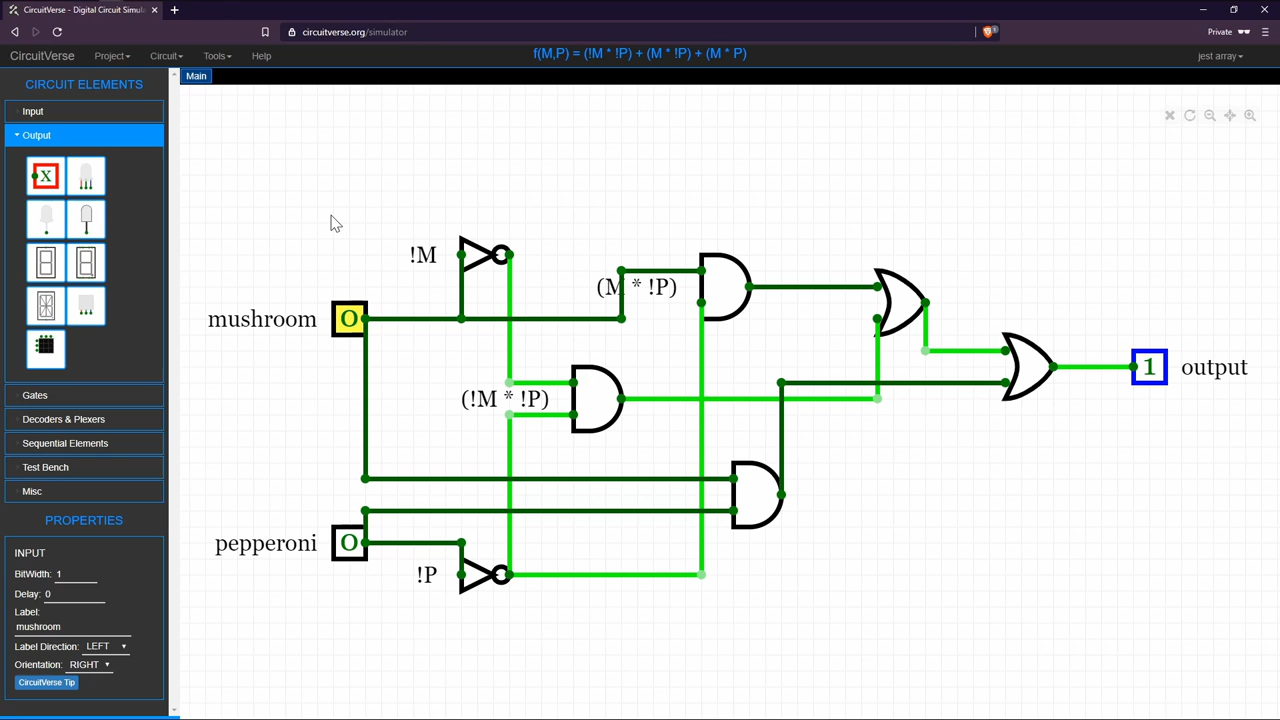 CircuitVerse - Digital Circuit Simula
circuitverse.org/simulator
Private
CircuitVerse Project Circuit Tools Help
f(M,P) = (!M * !P) + (M * !P) + (M * P)
jest array
CIRCUIT ELEMENTS
Main
Input
Output
X
Gates
Decoders & Plexers
Sequential Elements
Test Bench
Misc
PROPERTIES
INPUT
BitWidth: 1
Delay: 0
Label:
mushroom
Label Direction: LEFT
Orientation: RIGHT
CircuitVerse Tip
!M
(M * !P)
mushroom 0
1 output
(!M * !P)
pepperoni 0
!P